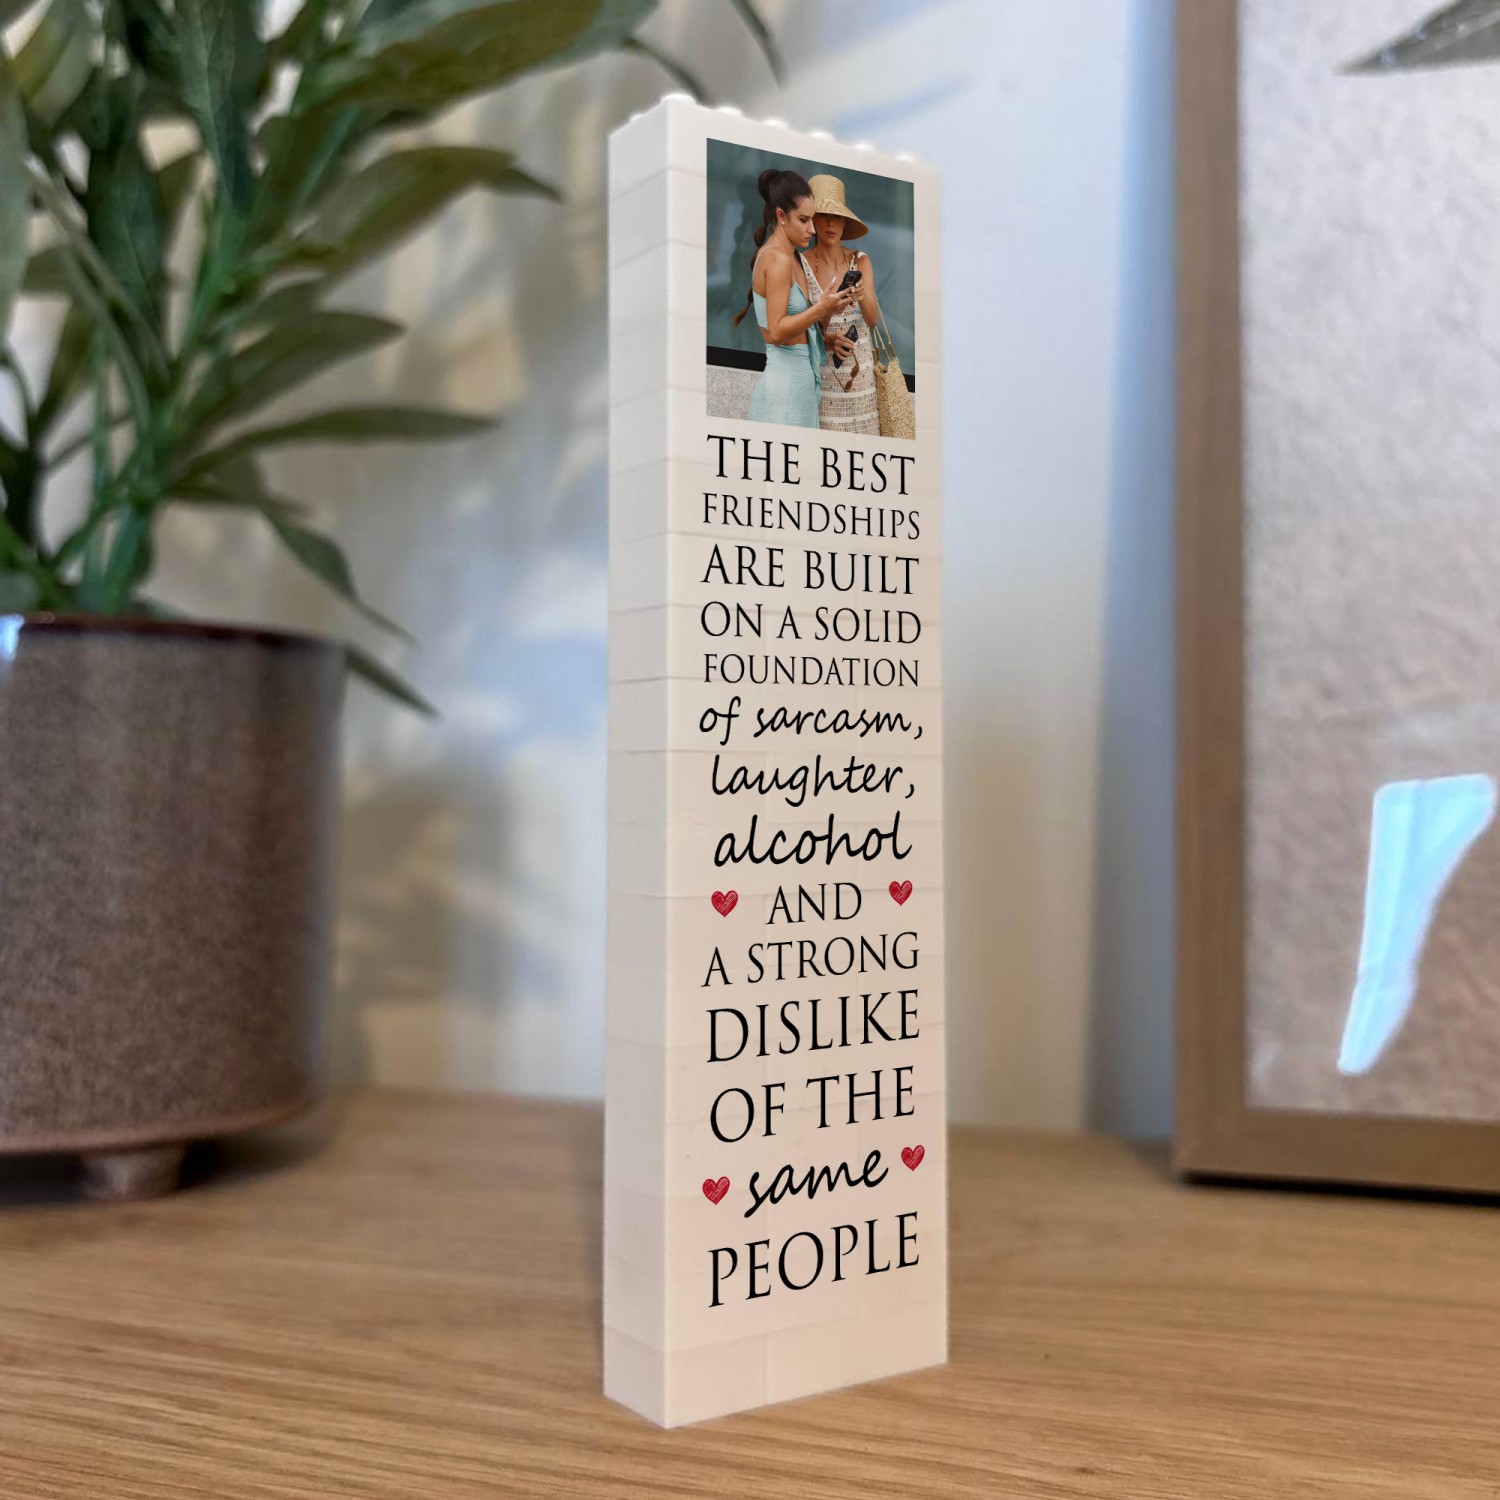 THE BEST
FRIENDSHIPS
ARE BUILT
ON A SOLID
FOUNDATION
of sarcasm,
laughter,
alcohol
AND
A STRONG
DISLIKE
OF THE
same
PEOPLE